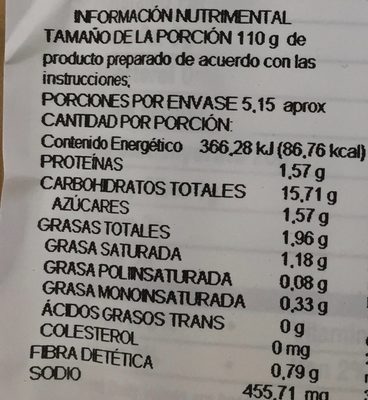 INFORMACIÓN NUTRIMENTAL
TAMAÑO DE LA PORCIÓN 110 g de
producto preparado de acuerdo con las
instrucciones;
PORCIONES POR ENVASE 5,15 aprox
CANTIDAD POR PORCIÓN:
Contenido Energético 366,28 kJ (86,76 kcal)
PROTEÍNAS 1,57 g
CARBOHIDRATOS TOTALES 15,71 g
AZÚCARES 1,57 g
GRASAS TOTALES 1,96 g
GRASA SATURADA 1,18 g
GRASA POLIINSATURADA 0,08 g
GRASA MONOINSATURADA 0,33 g
ÁCIDOS GRASOS TRANS 0 g
COLESTEROL 0 mg
FIBRA DIETÉTICA 0,79 g
SODIO 455,71 mg